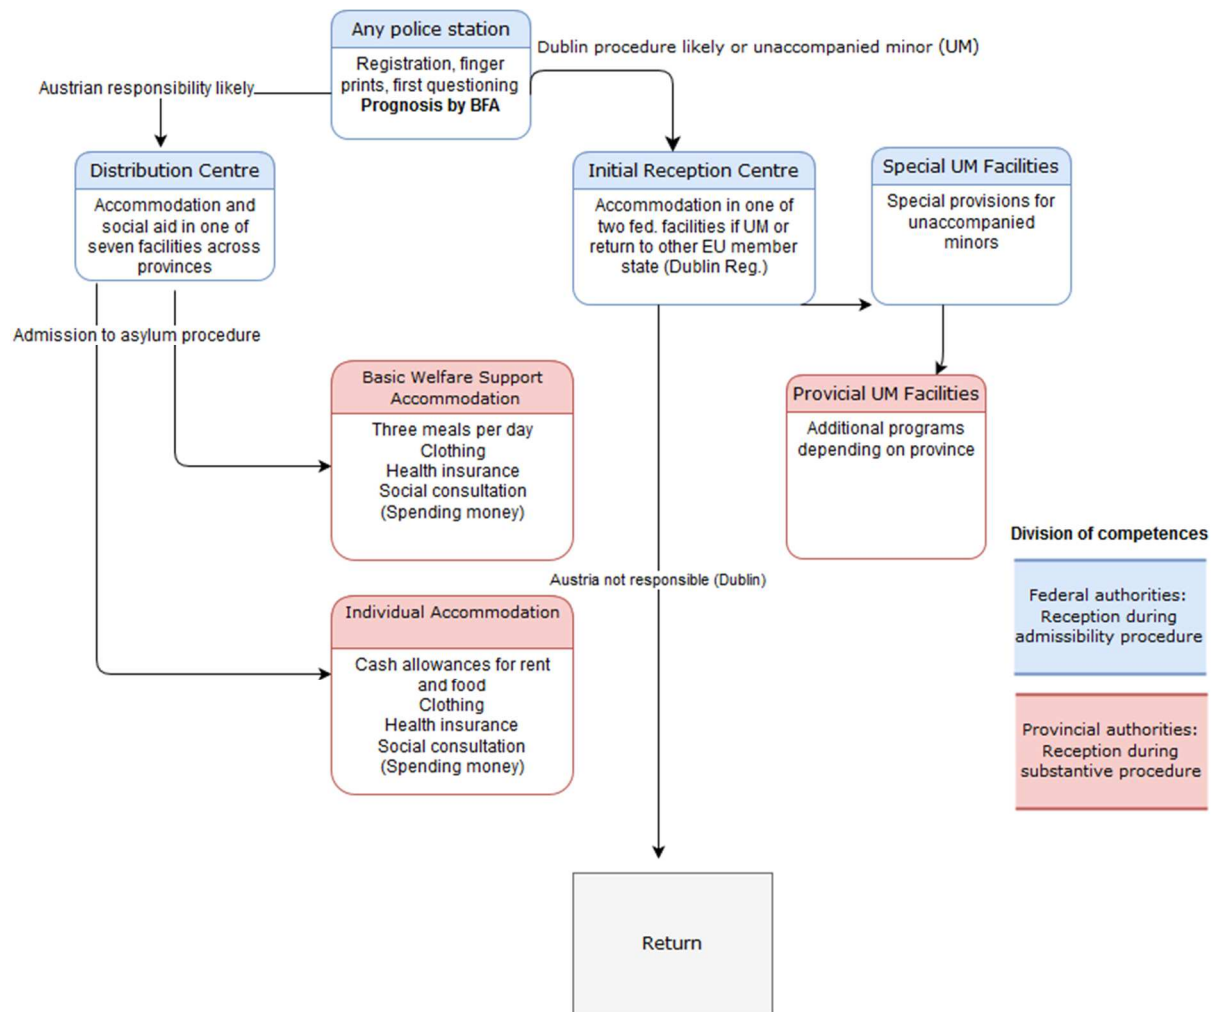 Any police station
Registration, finger
prints, first questioning
Prognosis by BFA
Dublin procedure likely or unaccompanied minor (UM)
Austrian responsibility likely
Distribution Centre
Accommodation and
social aid in one of
seven facilities across
provinces
Initial Reception Centre
Accommodation in one of
two fed. facilities if UM or
return to other EU member
state (Dublin Reg.)
Special UM Facilities
Special provisions for
unaccompanied
minors
Admission to asylum procedure
Basic Welfare Support
Accommodation
Three meals per day
Clothing
Health insurance
Social consultation
(Spending money)
Provicial UM Facilities
Additional programs
depending on province
Austria not responsible (Dublin)
Individual Accommodation
Cash allowances for rent
and food
Clothing
Health insurance
Social consultation
(Spending money)
Division of competences
Federal authorities:
Reception during
admissibility procedure
Provincial authorities:
Reception during
substantive procedure
Return